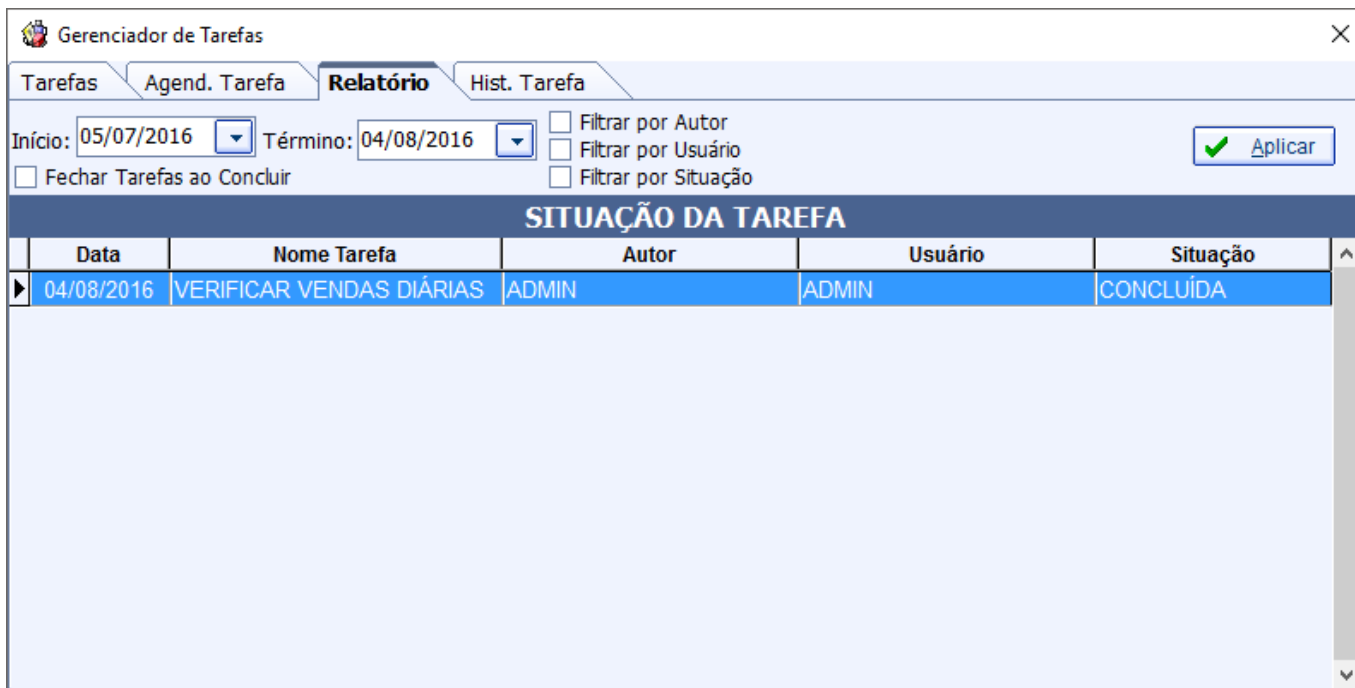 Gerenciador de Tarefas
Tarefas Agend. Tarefa Relatório Hist. Tarefa
Início: 05/07/2016 Término: 04/08/2016
Filtrar por Autor
Filtrar por Usuário
Filtrar por Situação
Fechar Tarefas ao Concluir
Aplicar
SITUAÇÃO DA TAREFA
Data Nome Tarefa Autor Usuário Situação
04/08/2016 VERIFICAR VENDAS DIÁRIAS ADMIN ADMIN CONCLUÍDA